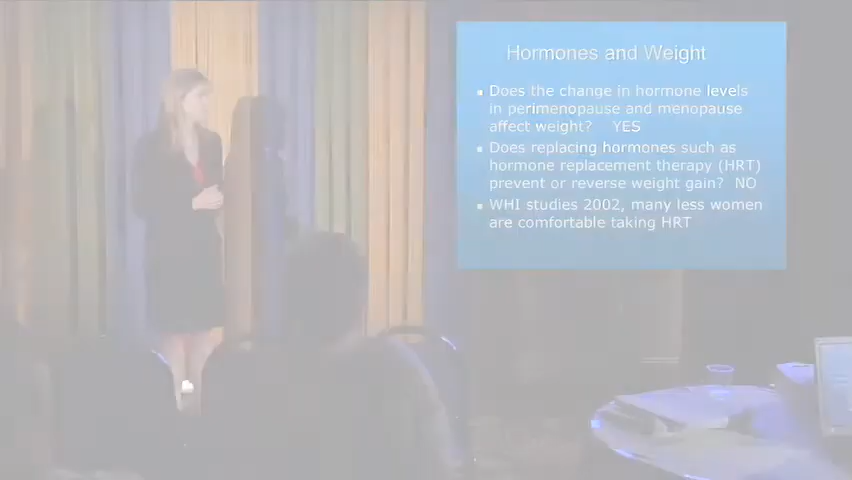 Hormones and Weight
Does the change in hormone levels
in perimenopause and menopause
affect weight? YES
Does replacing hormones such as
hormone replacement therapy (HRT)
prevent or reverse weight gain? NO
WHI studies 2002, many less women
are comfortable taking HRT